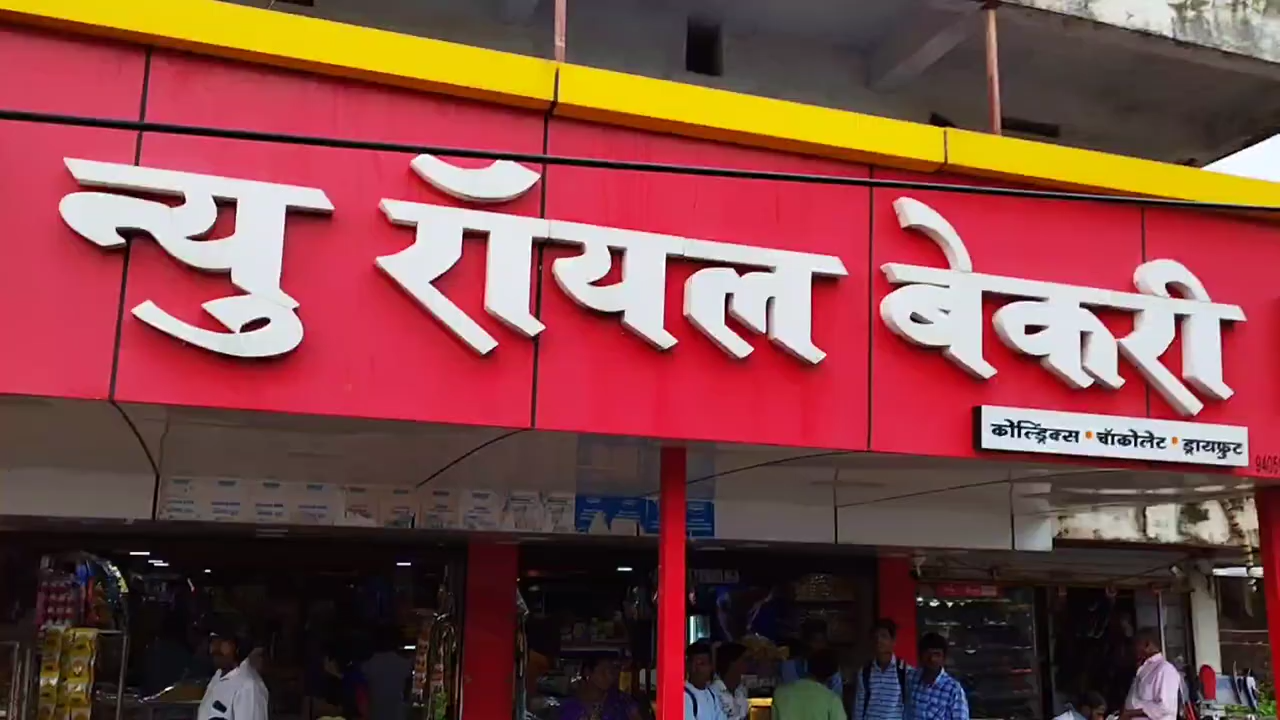 न्यु रॉयल बेकरी
कोल्ड्रिंक्स • चॉकोलेट • ड्रायफ्रुट